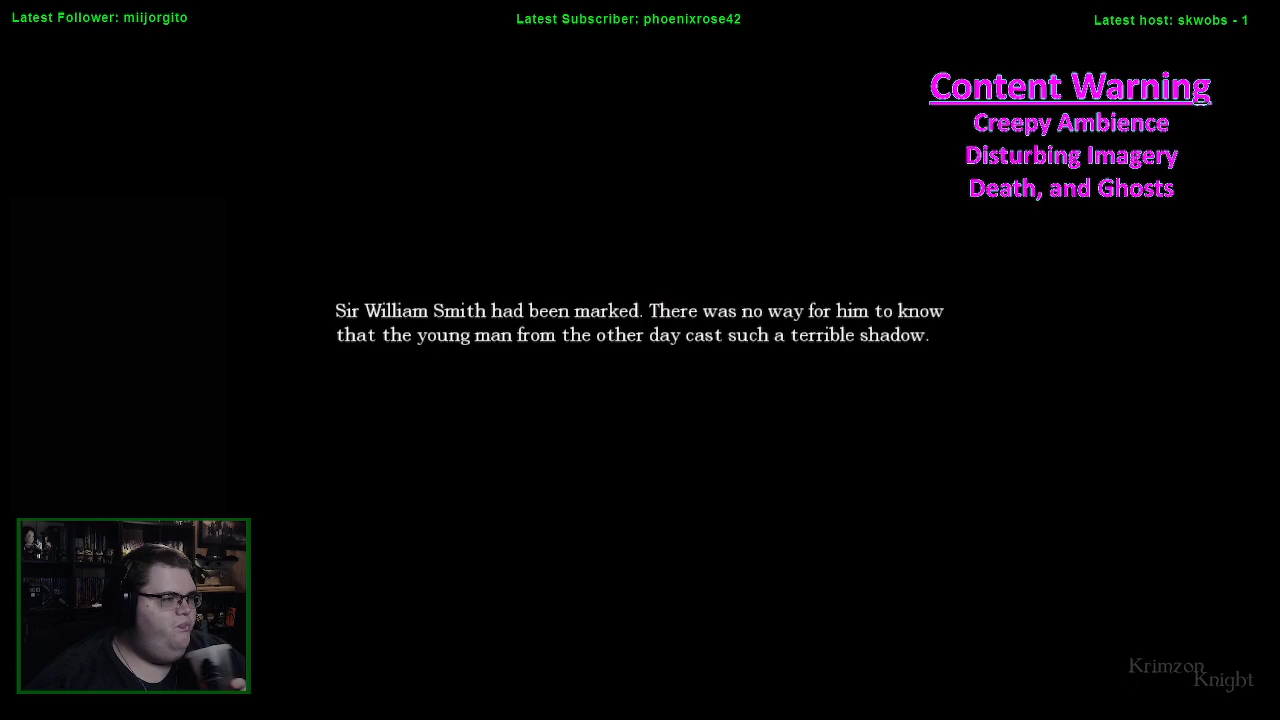 Latest Follower: miijorgito
Latest Subscriber: phoenixrose42
Latest host: skwobs - 1
Content Warning
Creepy Ambience
Disturbing Imagery
Death, and Ghosts
Sir William Smith had been marked. There was no way for him to know
that the young man from the other day cast such a terrible shadow.
Krimzon
Knight